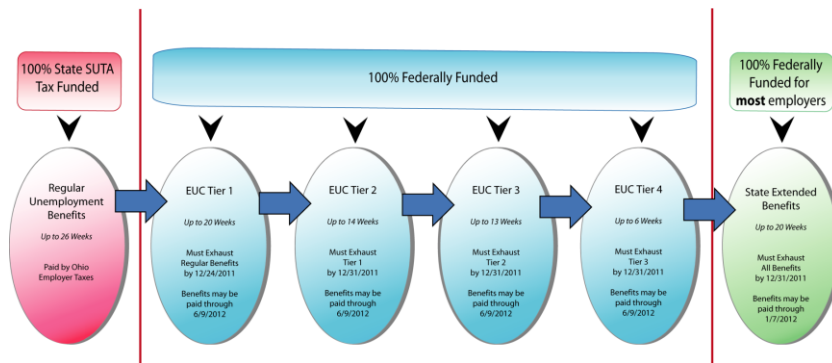 100% State SUTA
Tax Funded
100% Federally Funded
100% Federally
Funded for
most employers
Regular
Unemployment
Benefits
Up to 26 Weeks
Paid by Ohio
Employer Taxes
EUC Tier 1
Up to 20 Weeks
Must Exhaust
Regular Benefits
by 12/24/2011
Benefits may be
paid through
6/9/2012
EUC Tier 2
Up to 14 Weeks
Must Exhaust
Tier 1
by 12/31/2011
Benefits may be
paid through
6/9/2012
EUC Tier 3
Up to 13 Weeks
Must Exhaust
Tier 2
by 12/31/2011
Benefits may be
paid through
6/9/2012
EUC Tier 4
Up to 6 Weeks
Must Exhaust
Tier 3
by 12/31/2011
Benefits may be
paid through
6/9/2012
State Extended
Benefits
Up to 20 Weeks
Must Exhaust
All Benefits
by 12/31/2011
Benefits may be
paid through
1/7/2012